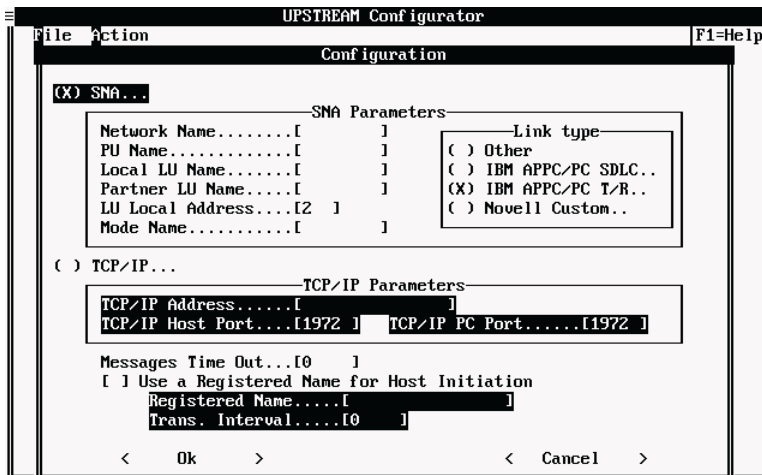 UPSTREAM Configurator
File Action F1=Help
Configuration
(X) SNA...
SNA Parameters
Network Name........[ ]
PU Name.............[ ]
Local LU Name.......[ ]
Partner LU Name.....[ ]
LU Local Address....[2 ]
Mode Name...........[ ]
Link type
( ) Other
( ) IBM APPC/PC SDLC..
(X) IBM APPC/PC T/R..
( ) Novell Custom..
( ) TCP/IP...
TCP/IP Parameters
TCP/IP Address......[ ]
TCP/IP Host Port....[1972 ] TCP/IP PC Port......[1972 ]
Messages Time Out...[0 ]
[ ] Use a Registered Name for Host Initiation
Registered Name.....[ ]
Trans. Interval.....[0 ]
< Ok > < Cancel >